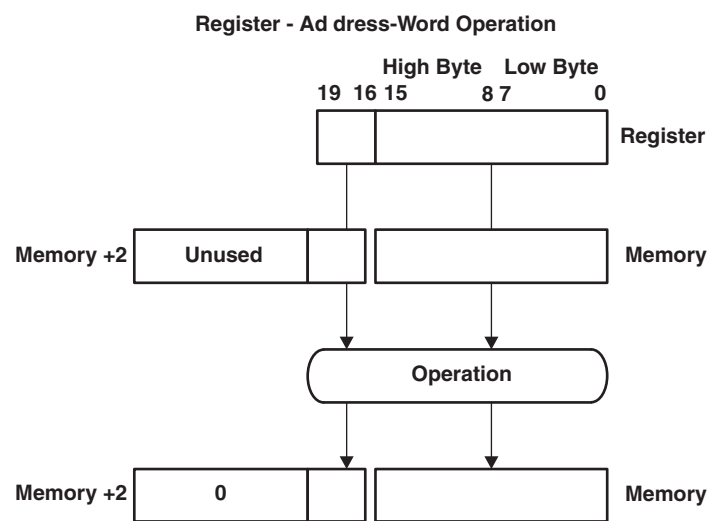 Register - Ad dress-Word Operation
High Byte Low Byte
19 16 15 8 7 0
Register
Memory +2 Unused Memory
Operation
Memory +2 0 Memory